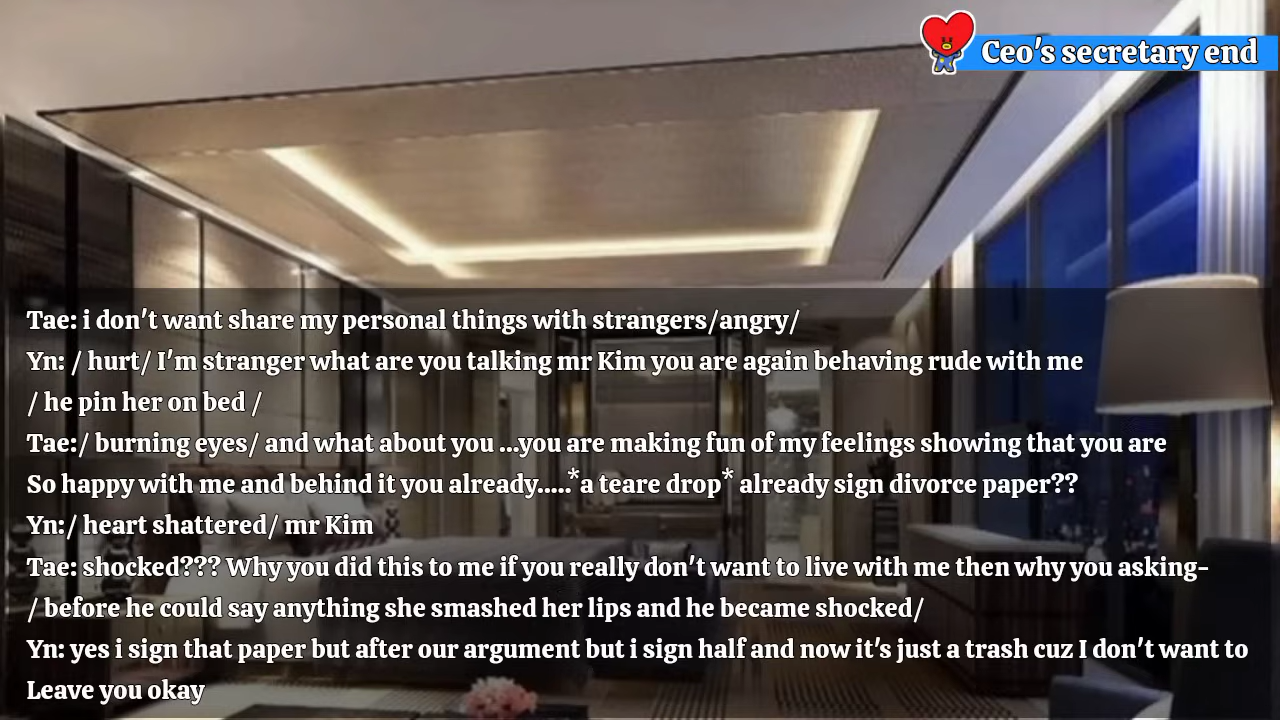 Ceo's secretary end
Tae: i don't want share my personal things with strangers/angry/
Yn: / hurt/ I'm stranger what are you talking mr Kim you are again behaving rude with me
/ he pin her on bed /
Tae:/ burning eyes/ and what about you ...you are making fun of my feelings showing that you are
So happy with me and behind it you already.....*a teare drop* already sign divorce paper??
Yn:/ heart shattered/ mr Kim
Tae: shocked??? Why you did this to me if you really don't want to live with me then why you asking-
/ before he could say anything she smashed her lips and he became shocked/
Yn: yes i sign that paper but after our argument but i sign half and now it's just a trash cuz I don't want to
Leave you okay